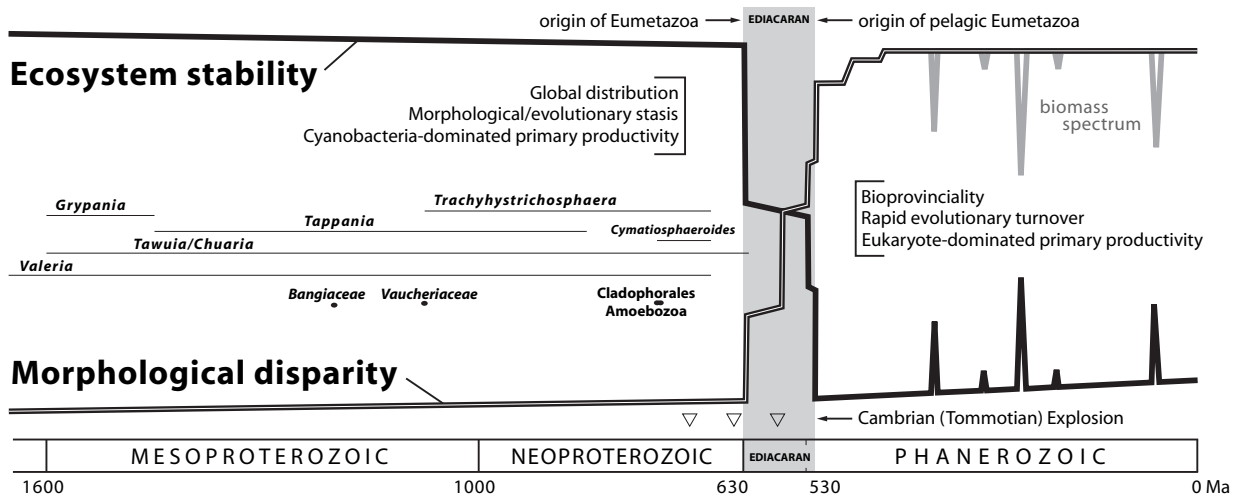 origin of Eumetazoa
EDIACARAN
origin of pelagic Eumetazoa
Ecosystem stability
Global distribution
Morphological/evolutionary stasis
Cyanobacteria-dominated primary productivity
biomass
spectrum
Grypania
Trachyhystrichosphaera
Tappania
Cymatiosphaeroides
Tawuia/Chuaria
Valeria
Bioprovinciality
Rapid evolutionary turnover
Eukaryote-dominated primary productivity
Bangiaceae
Vaucheriaceae
Cladophorales
Amoebozoa
Morphological disparity
Cambrian (Tommotian) Explosion
MESOPROTEROZOIC
NEOPROTEROZOIC
EDIACARAN
PHANEROZOIC
1600
1000
630
530
0 Ma